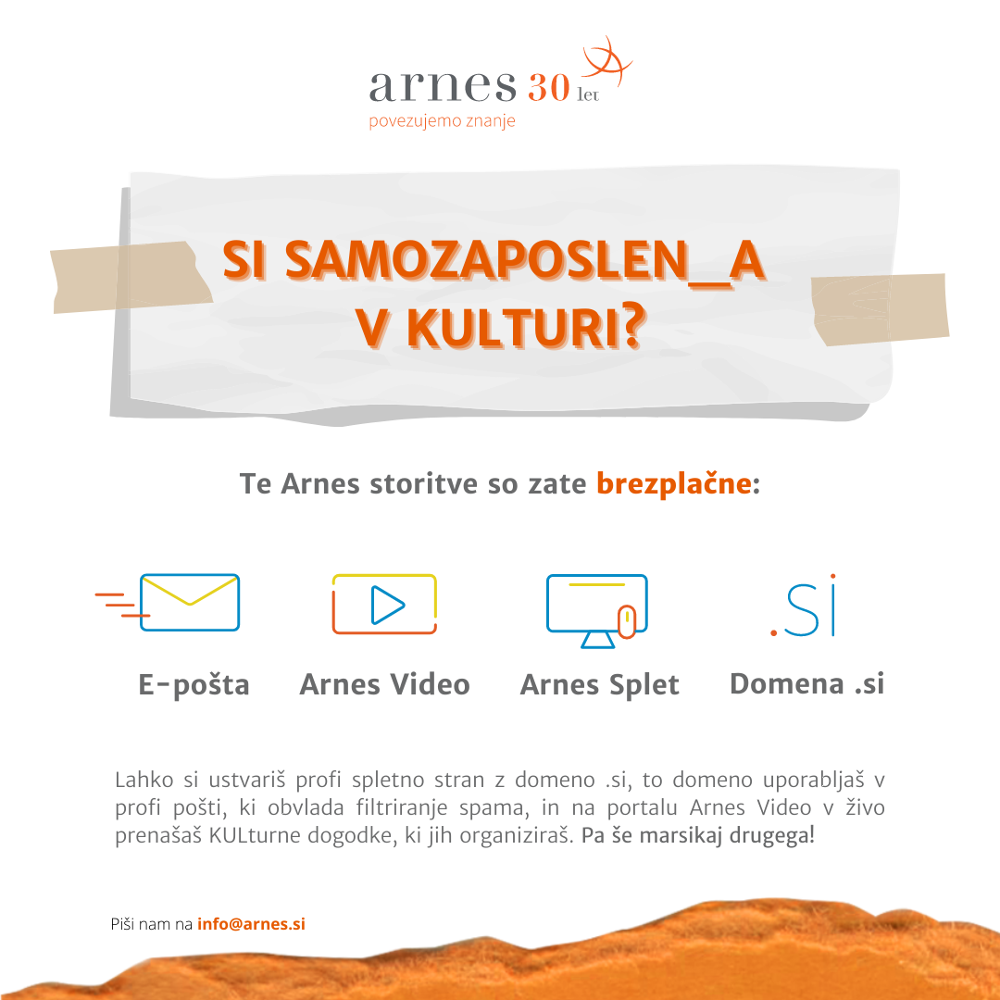 arnes 30 let
povezujemo znanje
SI SAMOZAPOSLEN_A
V KULTURI?
Te Arnes storitve so zate brezplačne:
.si
E-pošta Arnes Video Arnes Splet Domena .si
Lahko si ustvariš profi spletno stran z domeno .si, to domeno uporabljaš v
profi pošti, ki obvlada filtriranje spama, in na portalu Arnes Video v živo
prenašaš KULturne dogodke, ki jih organiziraš. Pa še marsikaj drugega!
Piši nam na info@arnes.si